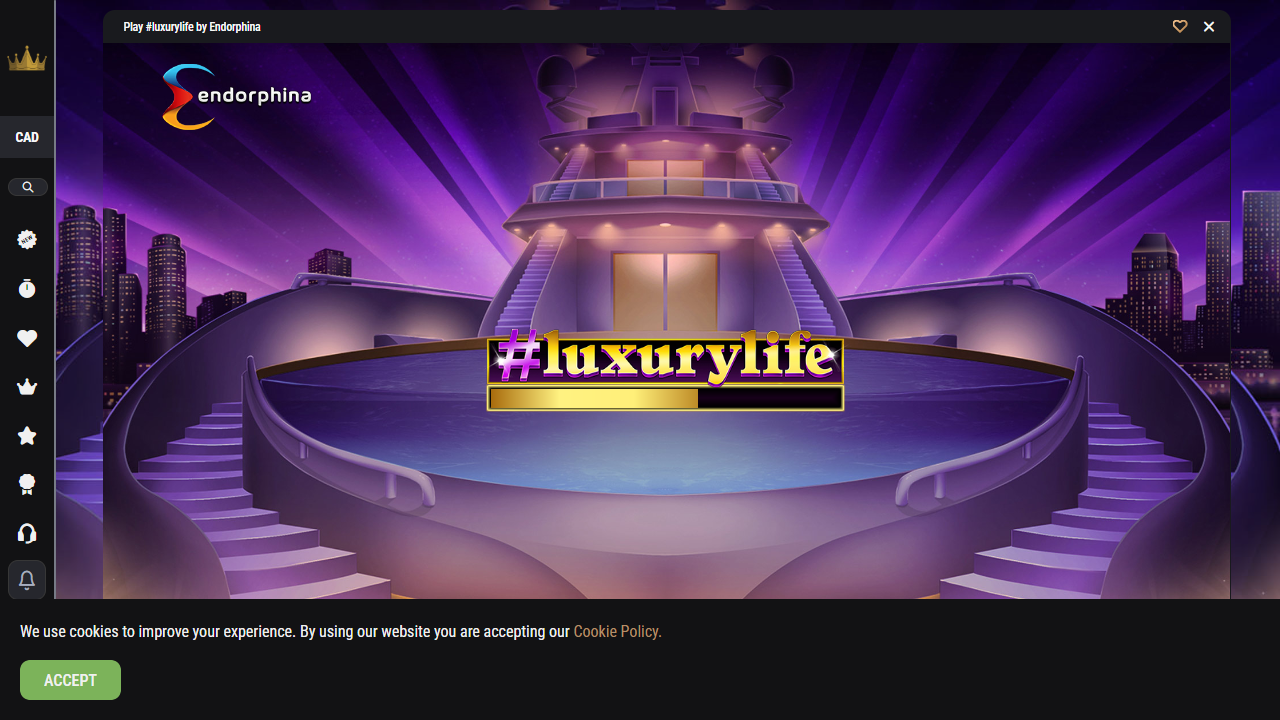 Play #luxurylife by Endorphina
endorphina
CAD
NEW
#luxurylife
We use cookies to improve your experience. By using our website you are accepting our Cookie Policy.
ACCEPT